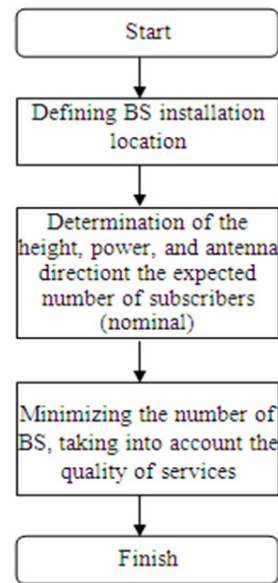 Start
Defining BS installation
location
Determination of the
height, power, and antenna
directiont the expected
number of subscribers
(nominal)
Minimizing the number of
BS, taking into account the
quality of services
Finish